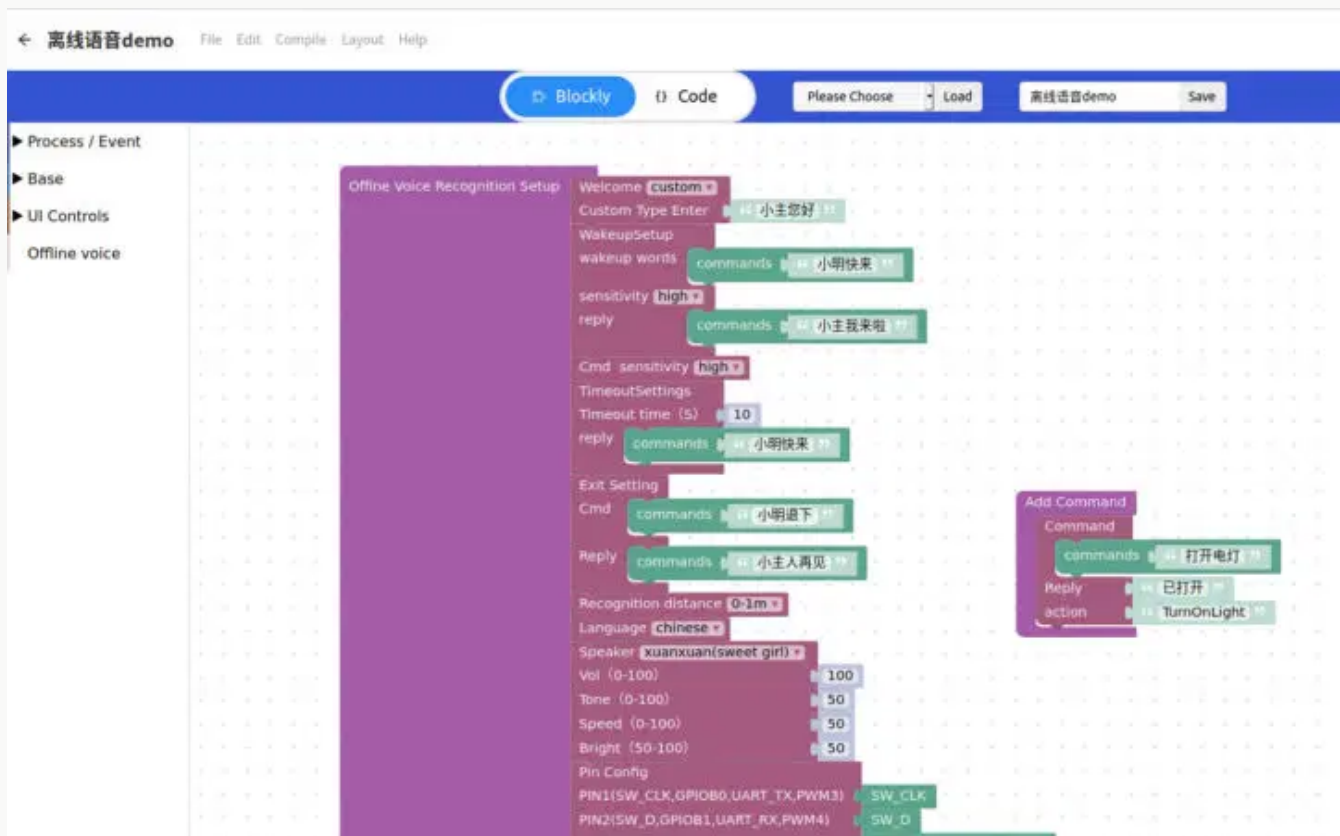 ← 离线语音demo File Edit Compile Layout Help
Blockly {} Code Please Choose Load 离线语音demo Save
Process / Event
Base
UI Controls
Offline voice
Offine Voice Recognition Setup
Welcome custom
Custom Type Enter “ 小主您好 ”
WakeupSetup
wakeup words commands “ 小明快来 ”
sensitivity high
reply commands “ 小主我来啦 ”
Cmd sensitivity high
TimeoutSettings
Timeout time（S） 10
reply commands “ 小明快来 ”
Exit Setting
Cmd commands “ 小明退下 ”
Reply commands “ 小主人再见 ”
Recognition distance 0-1m
Language chinese
Speaker xuanxuan(sweet girl)
Vol（0-100） 100
Tone（0-100） 50
Speed（0-100） 50
Bright（50-100） 50
Pin Config
PIN1(SW_CLK,GPIOB0,UART_TX,PWM3) SW_CLK
PIN2(SW_D,GPIOB1,UART_RX,PWM4) SW_D
Add Command
Command
commands “ 打开电灯 ”
Reply “ 已打开 ”
action “ TurnOnLight ”